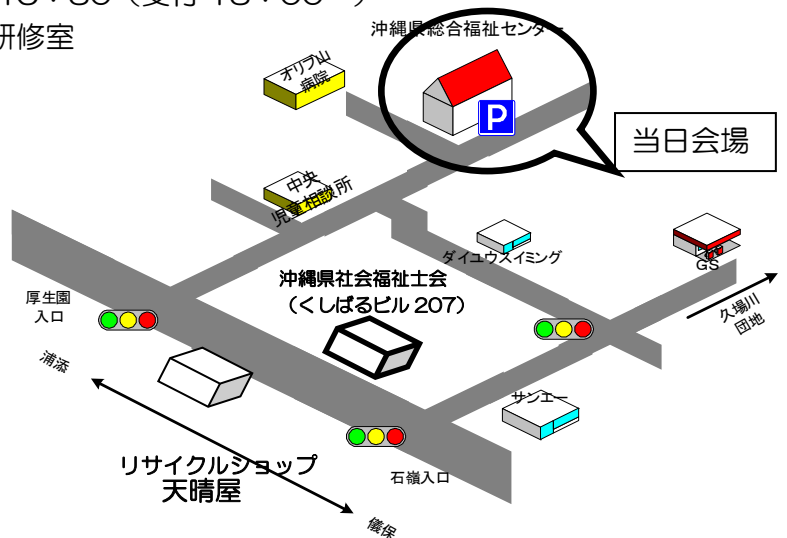 研修室
沖縄県総合福祉センター
オリブ山
病院
P
当日会場
中央
児童相談所
ダイユウスイミング
GS
沖縄県社会福祉士会
（くしばるビル 207）
厚生園
入口
久場川
団地
浦添
サンエー
リサイクルショップ
天晴屋
石嶺入口
儀保